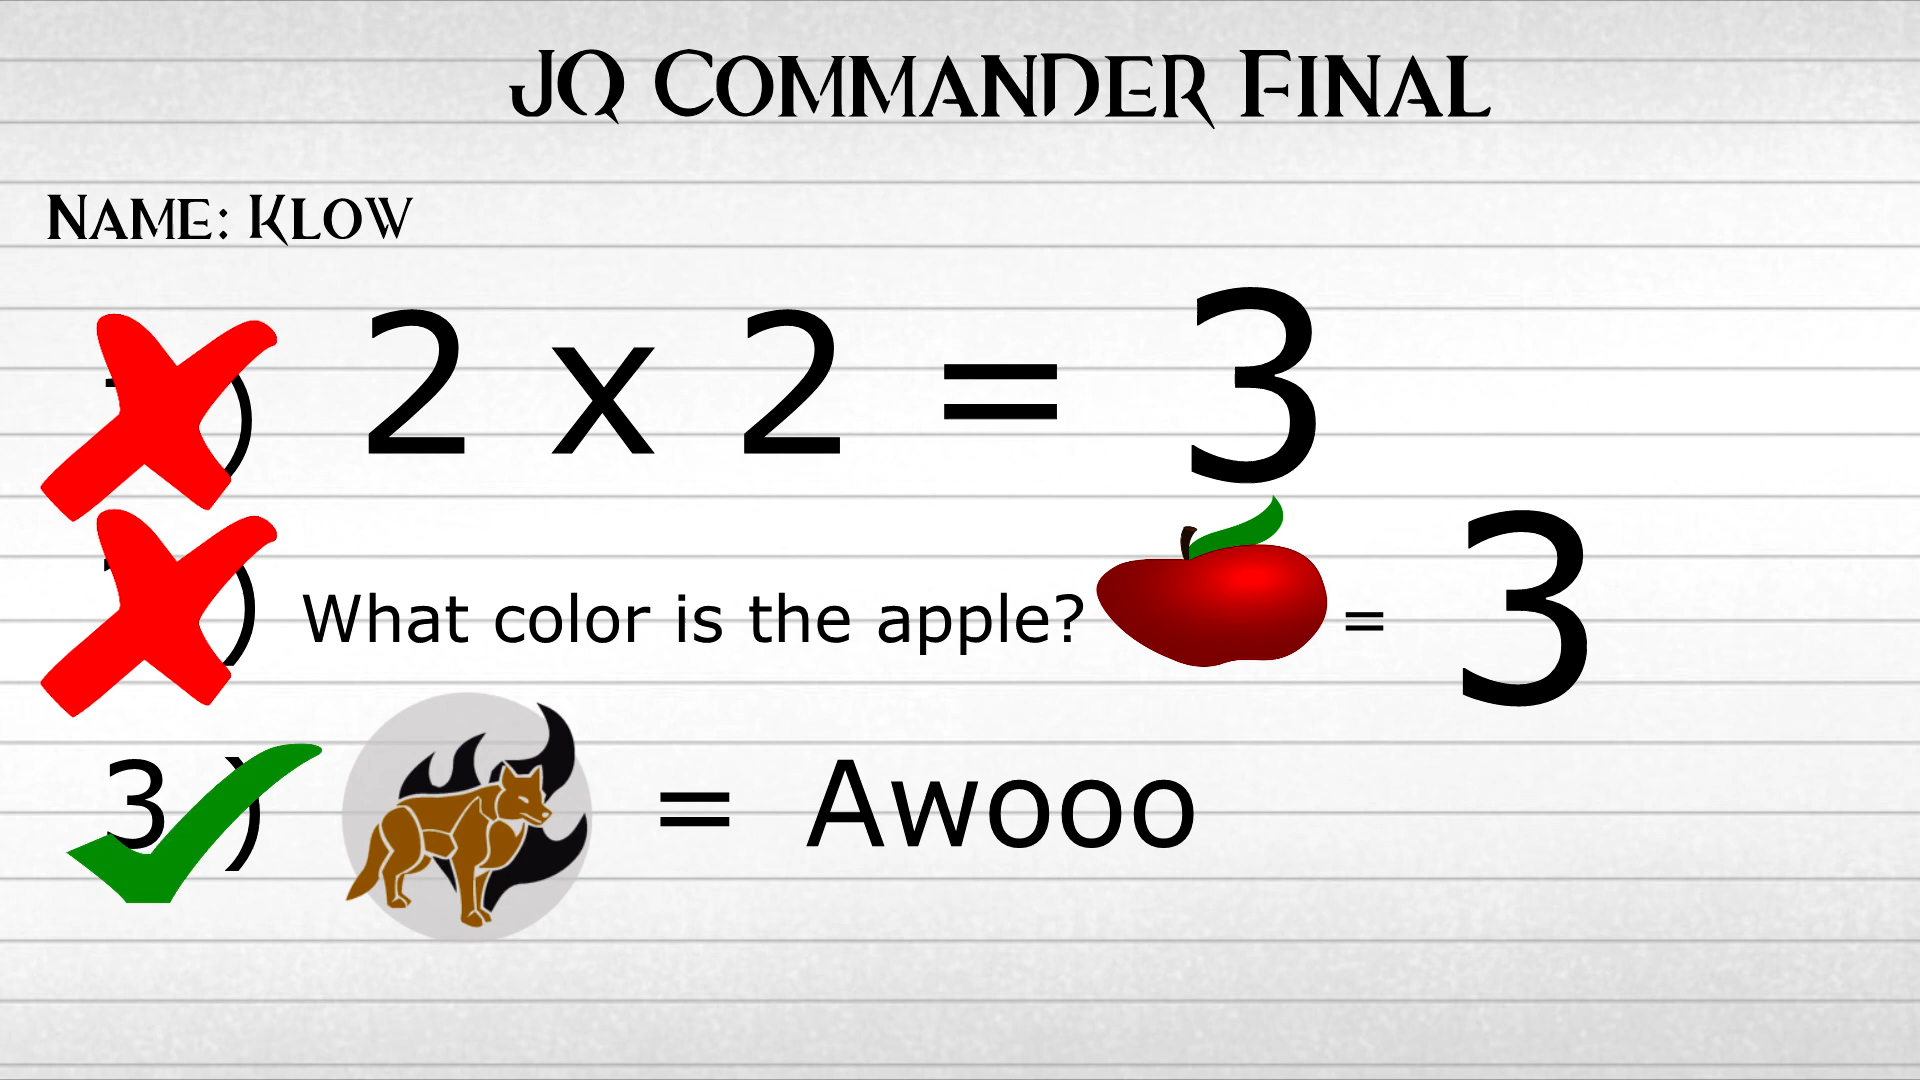 JQ Commander Final
Name: Klow
) 2 x 2 = 3
) What color is the apple? = 3
3 ) = Awooo